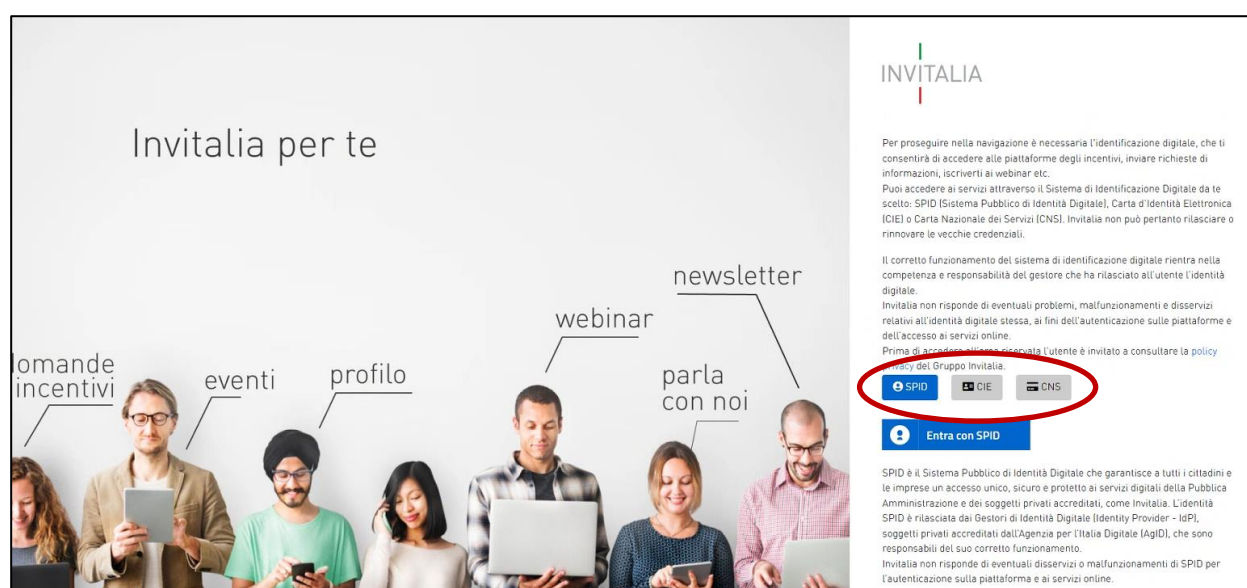 Invitalia per te
newsletter
webinar
domande
incentivi
eventi
profilo
parla
con noi
INVITALIA
Per proseguire nella navigazione è necessaria l'identificazione digitale, che ti
consentirà di accedere alle piattaforme degli incentivi, inviare richieste di
informazioni, iscriverti ai webinar etc.
Puoi accedere ai servizi attraverso il Sistema di Identificazione Digitale da te
scelto: SPID (Sistema Pubblico di Identità Digitale), Carta d'Identità Elettronica
(CIE) o Carta Nazionale dei Servizi (CNS). Invitalia non può pertanto rilasciare o
rinnovare le vecchie credenziali.
Il corretto funzionamento del sistema di identificazione digitale rientra nella
competenza e responsabilità del gestore che ha rilasciato all'utente l'identità
digitale.
Invitalia non risponde di eventuali problemi, malfunzionamenti e disservizi
relativi all'identità digitale stessa, ai fini dell'autenticazione sulle piattaforme e
dell'accesso ai servizi online.
Prima di accedere all'area riservata l'utente è invitato a consultare la policy
privacy del Gruppo Invitalia.
SPID CIE CNS
Entra con SPID
SPID è il Sistema Pubblico di Identità Digitale che garantisce a tutti i cittadini e
le imprese un accesso unico, sicuro e protetto ai servizi digitali della Pubblica
Amministrazione e dei soggetti privati accreditati, come Invitalia. L'identità
SPID è rilasciata dai Gestori di Identità Digitale (Identity Provider - IdP),
soggetti privati accreditati dall'Agenzia per l'Italia Digitale (AgID), che sono
responsabili del suo corretto funzionamento.
Invitalia non risponde di eventuali disservizi o malfunzionamenti di SPID per
l'autenticazione sulla piattaforma e ai servizi online.